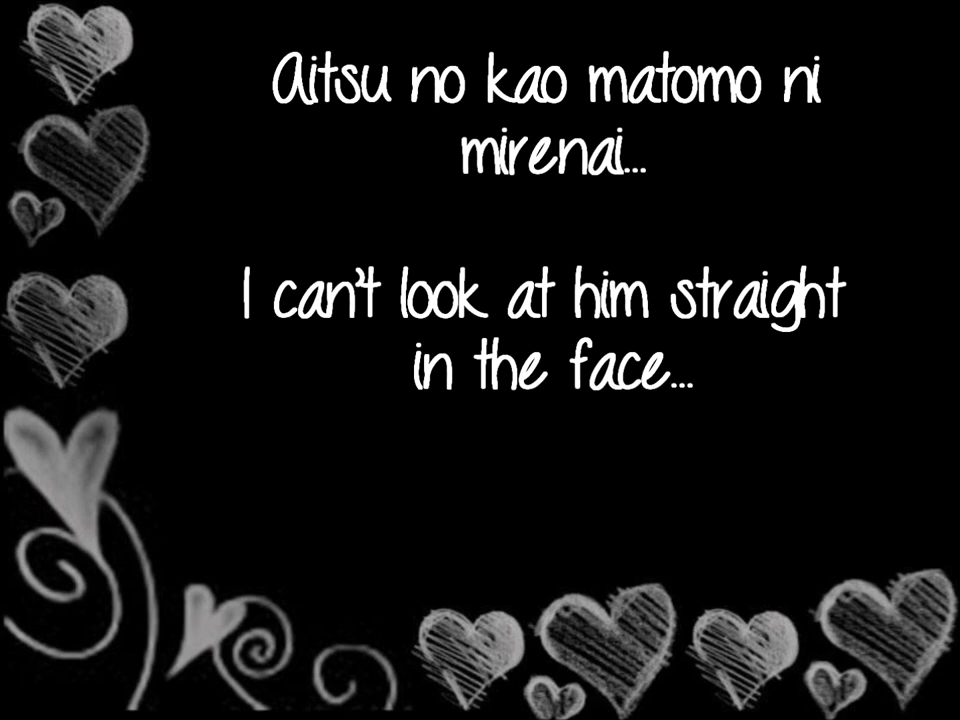 Aitsu no kao matomo ni
mirenai...
I can't look at him straight
in the face...